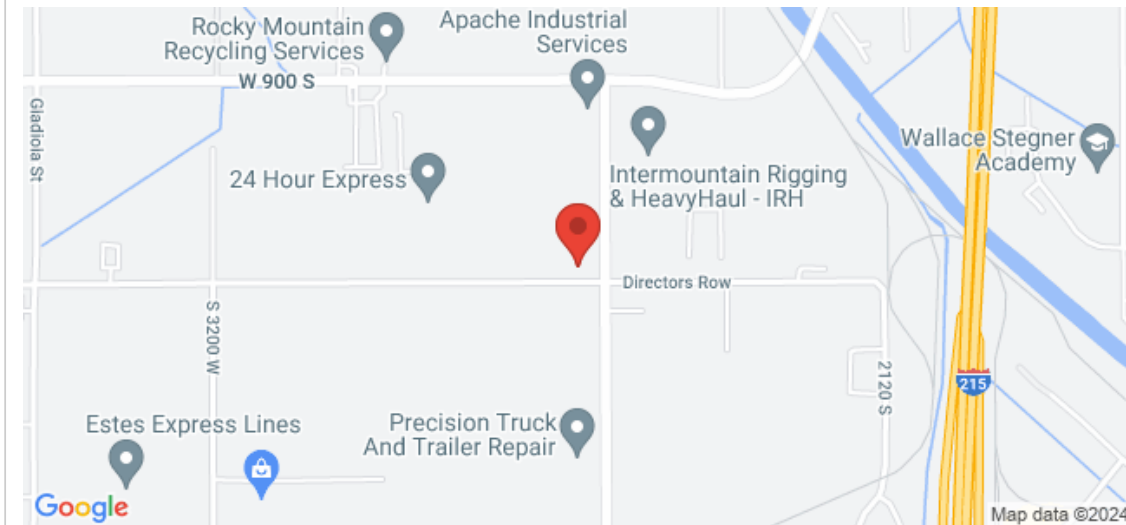 Rocky Mountain
Recycling Services
Apache Industrial
Services
W 900 S
Gladiola St
Wallace Stegner
Academy
24 Hour Express
Intermountain Rigging
& HeavyHaul - IRH
Directors Row
S 3200 W
2120 S
215
Estes Express Lines
Precision Truck
And Trailer Repair
Google
Map data ©2024